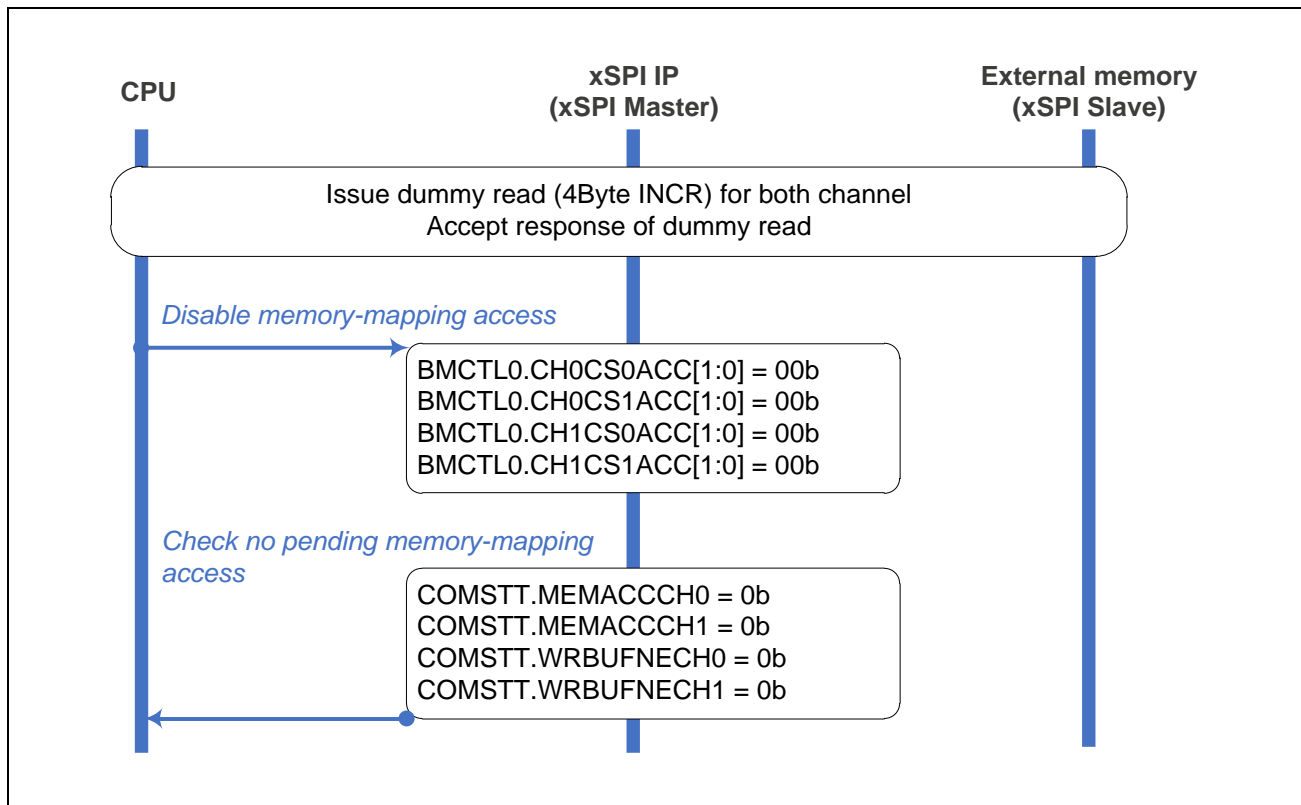 CPU
xSPI IP
(xSPI Master)
External memory
(xSPI Slave)
Issue dummy read (4Byte INCR) for both channel
Accept response of dummy read
Disable memory-mapping access
BMCTL0.CH0CS0ACC[1:0] = 00b
BMCTL0.CH0CS1ACC[1:0] = 00b
BMCTL0.CH1CS0ACC[1:0] = 00b
BMCTL0.CH1CS1ACC[1:0] = 00b
Check no pending memory-mapping
access
COMSTT.MEMACCCH0 = 0b
COMSTT.MEMACCCH1 = 0b
COMSTT.WRBUFNECH0 = 0b
COMSTT.WRBUFNECH1 = 0b